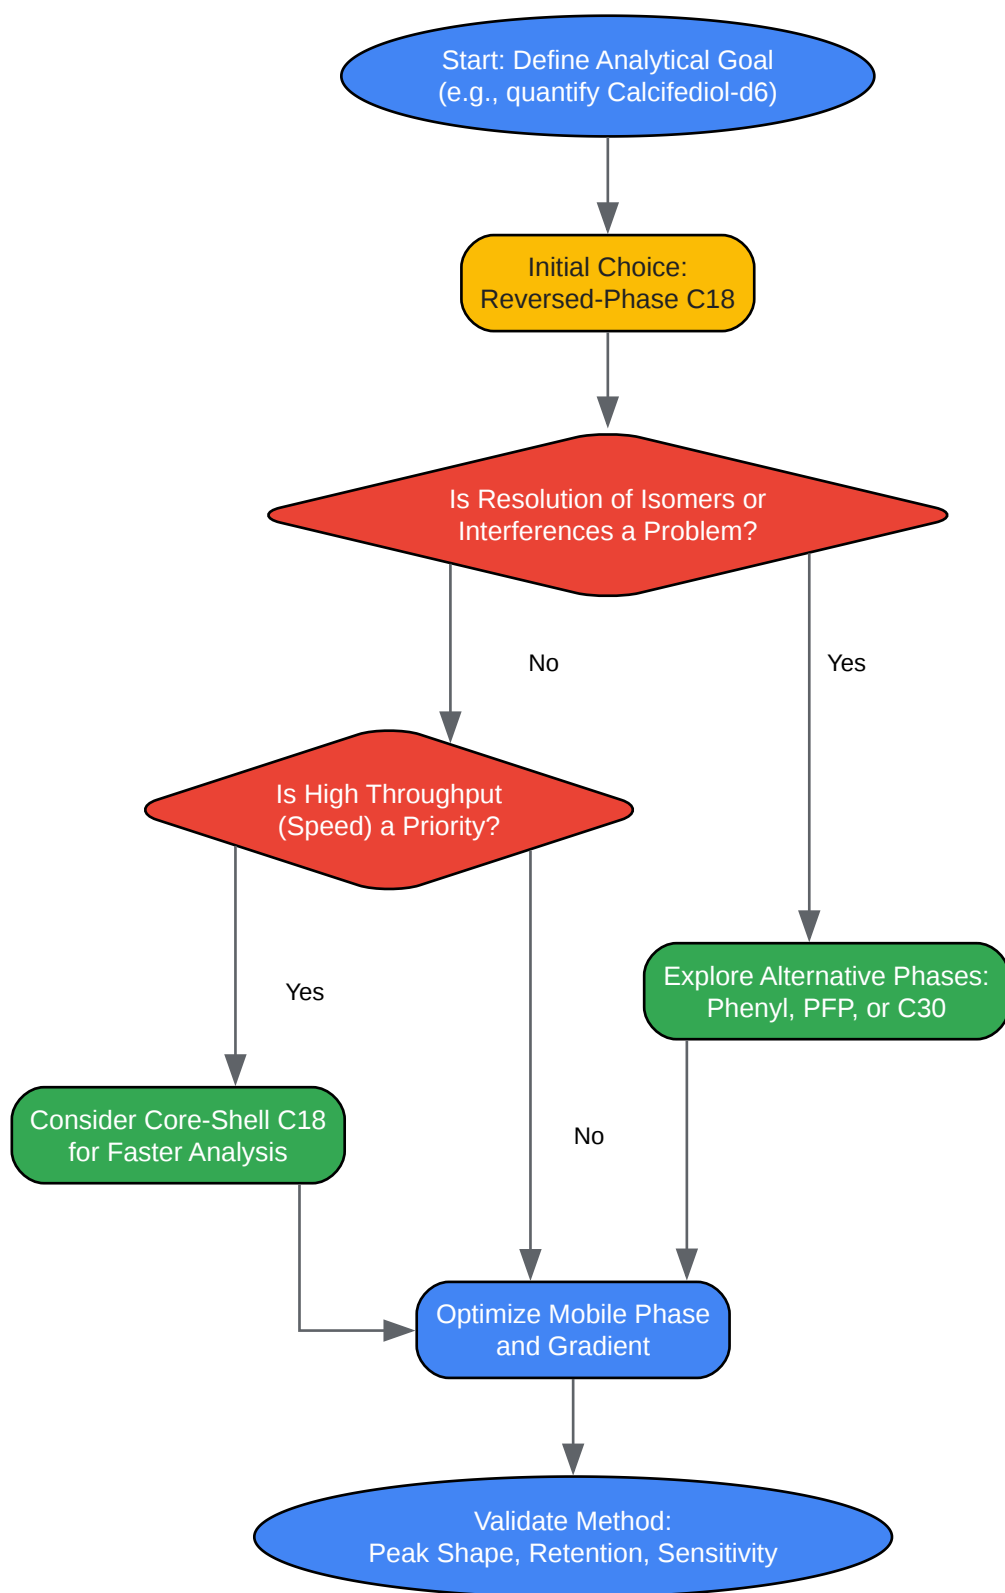 Start: Define Analytical Goal
(e.g., quantify Calcifediol-d6)
Initial Choice:
Reversed-Phase C18
Is Resolution of Isomers or
Interferences a Problem?
No
Yes
Is High Throughput
(Speed) a Priority?
Explore Alternative Phases:
Phenyl, PFP, or C30
Yes
Consider Core-Shell C18
for Faster Analysis
No
Optimize Mobile Phase
and Gradient
Validate Method:
Peak Shape, Retention, Sensitivity